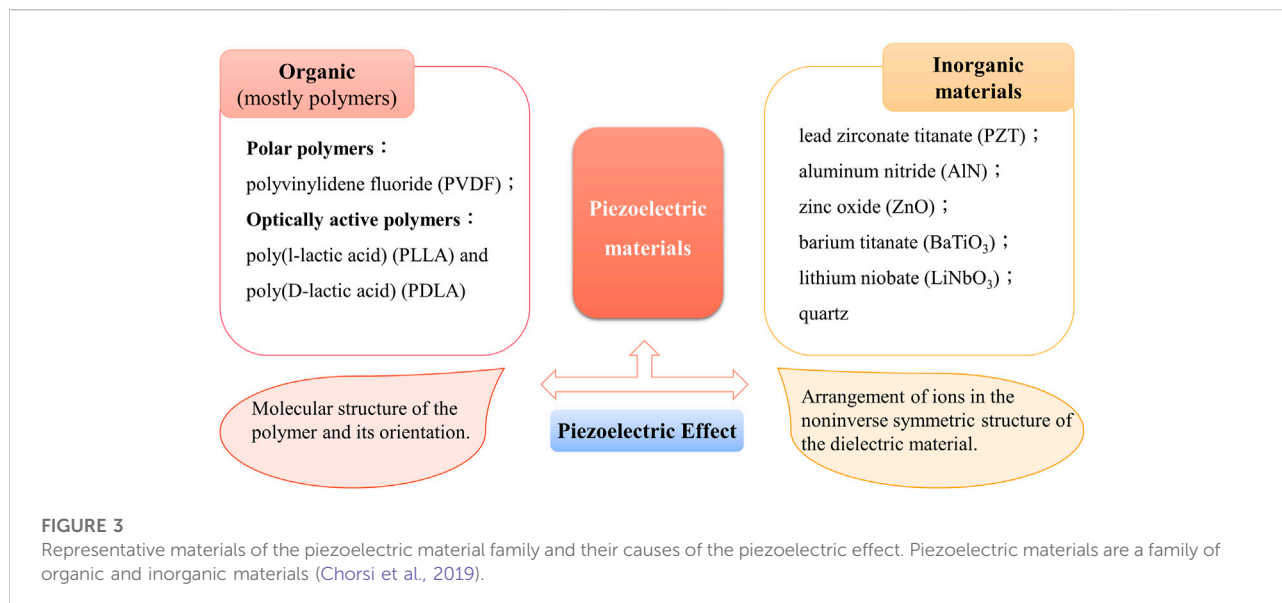 Organic
(mostly polymers)
Polar polymers：
polyvinylidene fluoride (PVDF)；
Optically active polymers：
poly(l-lactic acid) (PLLA) and
poly(D-lactic acid) (PDLA)
Piezoelectric
materials
Inorganic
materials
lead zirconate titanate (PZT)；
aluminum nitride (AlN)；
zinc oxide (ZnO)；
barium titanate (BaTiO₃)；
lithium niobate (LiNbO₃)；
quartz
Molecular structure of the
polymer and its orientation.
Piezoelectric Effect
Arrangement of ions in the
noninverse symmetric structure of
the dielectric material.
FIGURE 3
Representative materials of the piezoelectric material family and their causes of the piezoelectric effect. Piezoelectric materials are a family of
organic and inorganic materials (Chorsi et al., 2019).